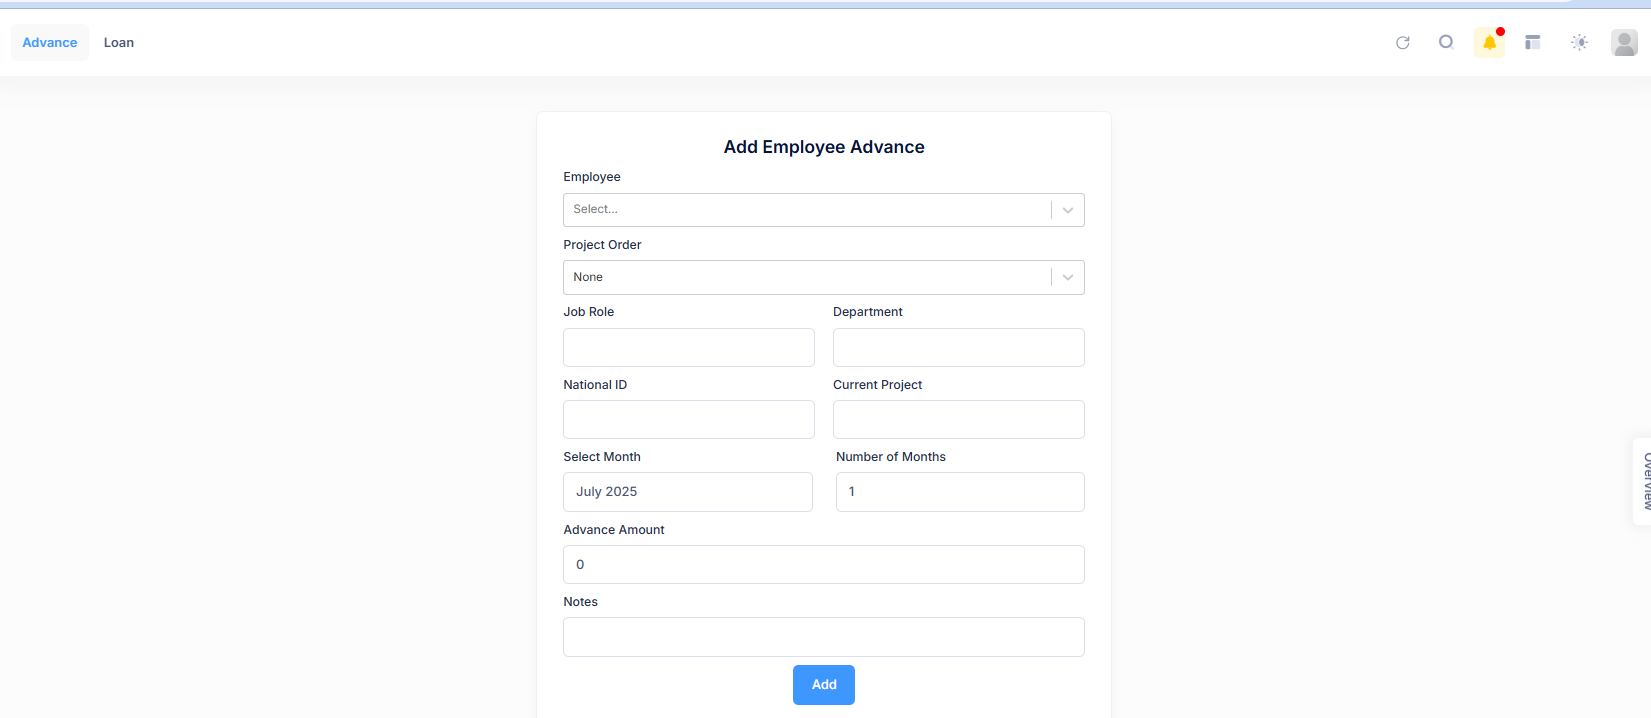 Advance Loan
Add Employee Advance
Employee
Select...
Project Order
None
Job Role Department
National ID Current Project
Select Month Number of Months
July 2025 1
Overview
Advance Amount
0
Notes
Add